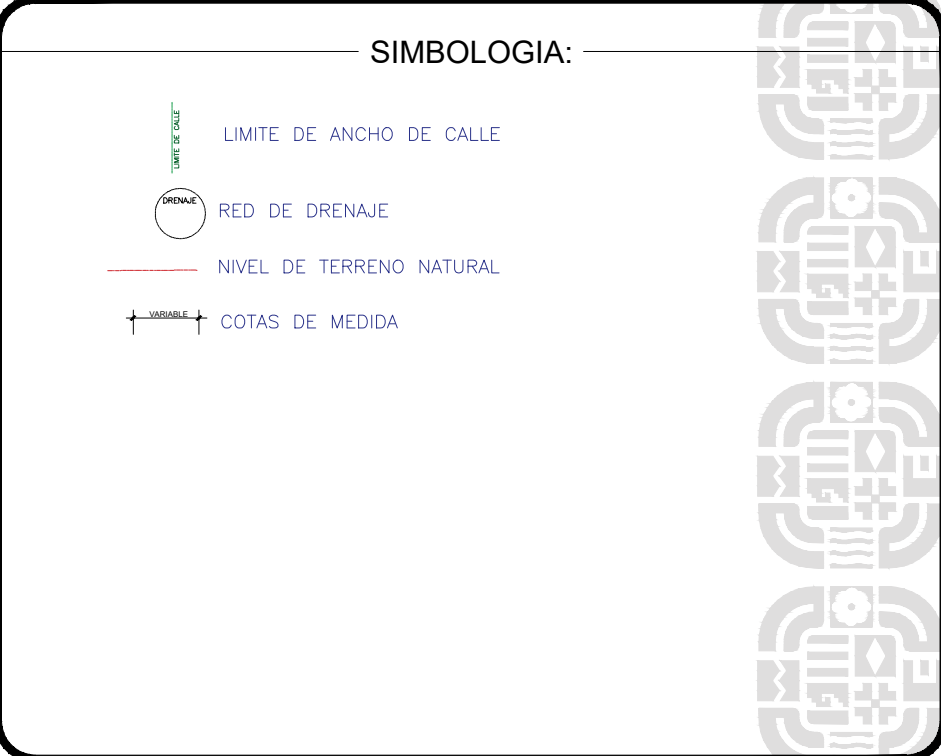 SIMBOLOGIA:
LIMITE DE CALLE
LIMITE DE ANCHO DE CALLE
DRENAJE
RED DE DRENAJE
NIVEL DE TERRENO NATURAL
VARIABLE
COTAS DE MEDIDA